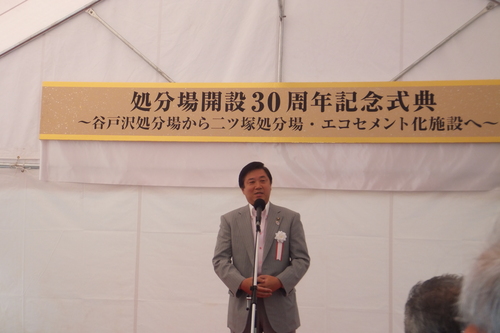 処分場開設30周年記念式典
～谷戸沢処分場から二ツ塚処分場・エコセメント化施設へ～